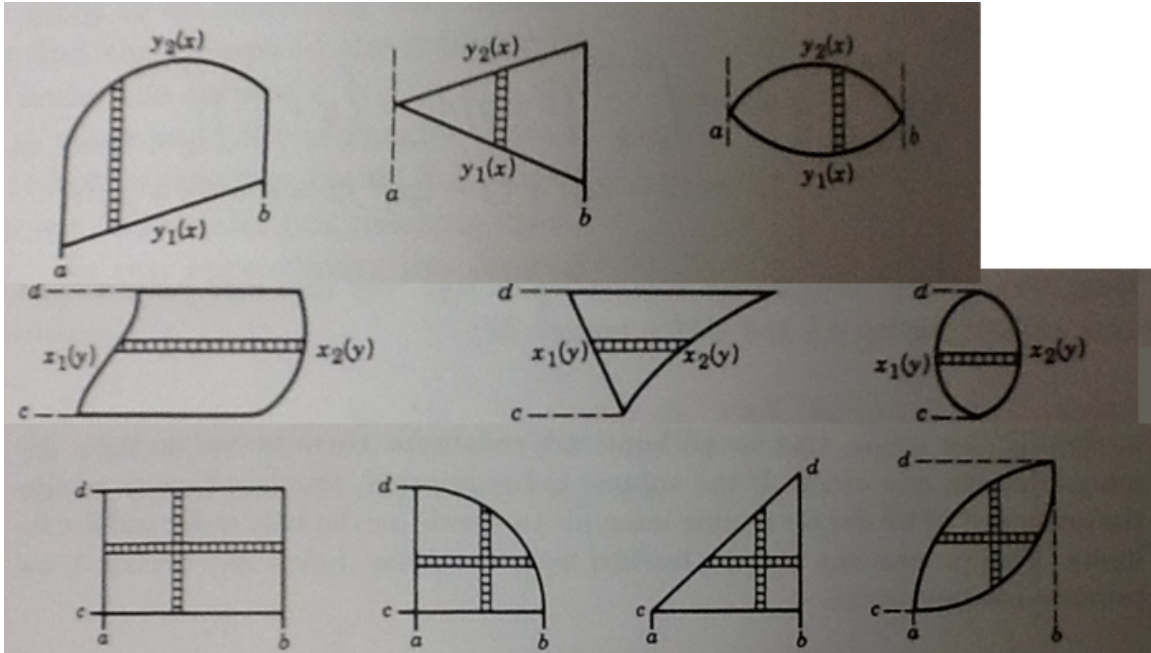 y₂(x) y₂(x) y₂(x)
a b
y₁(x) y₁(x)
a b b
y₁(x)
a
d d d
x₁(y) x₂(y) x₁(y) x₂(y) x₁(y) x₂(y)
c c c
d d d d
c c c c
a b a b a b a b